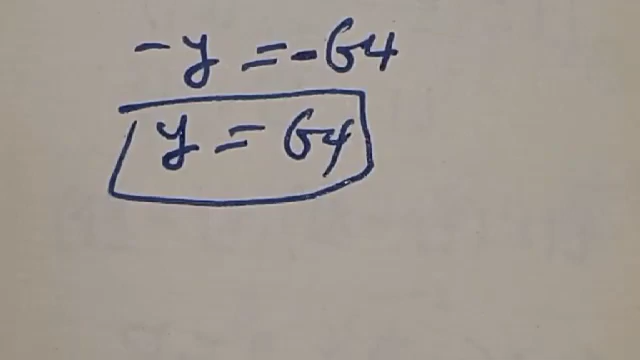 -y = -64
y = 64